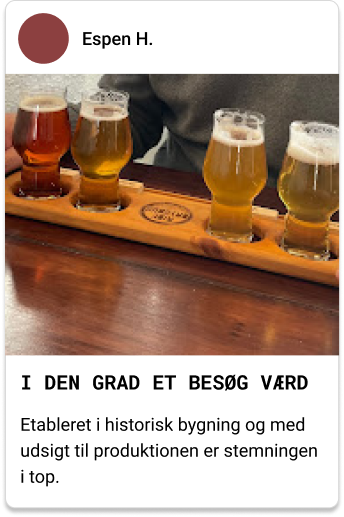 Espen H.
I DEN GRAD ET BESØG VÆRD
Etableret i historisk bygning og med
udsigt til produktionen er stemningen
i top.